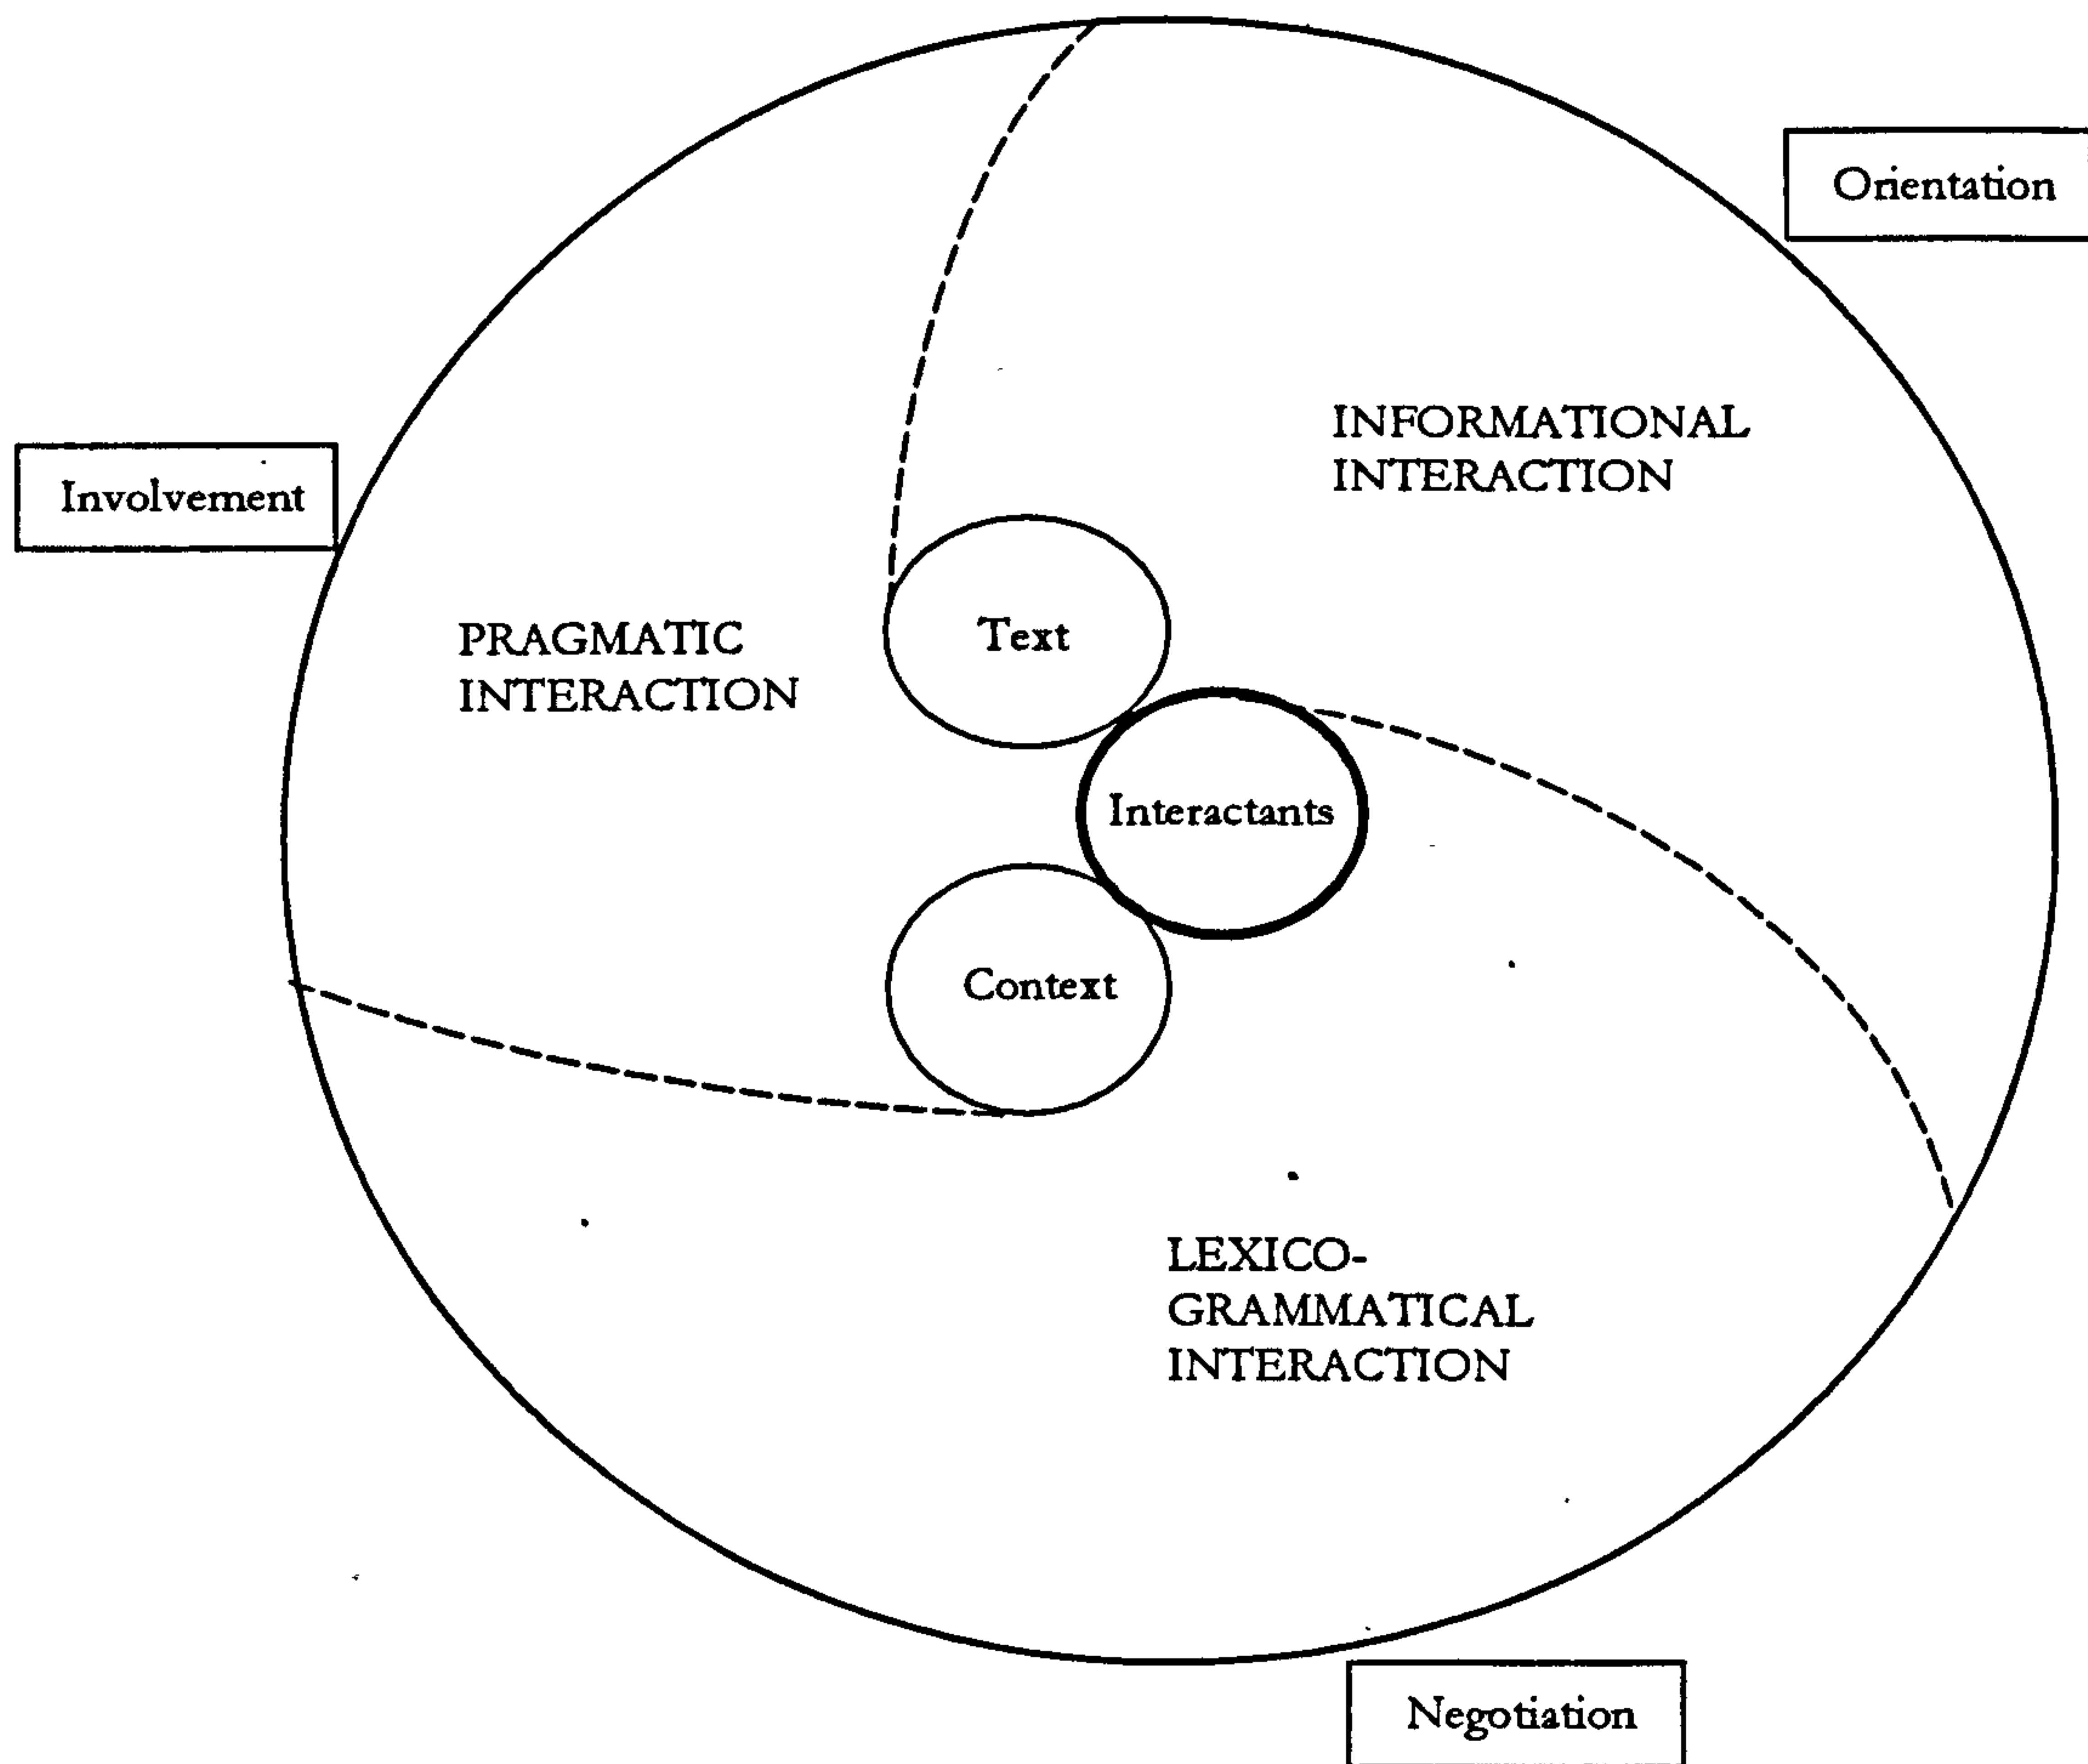 Orientation
INFORMATIONAL
INTERACTION
Involvement
PRAGMATIC
INTERACTION
Text
Interactants
Context
LEXICO-
GRAMMATICAL
INTERACTION
Negotiation